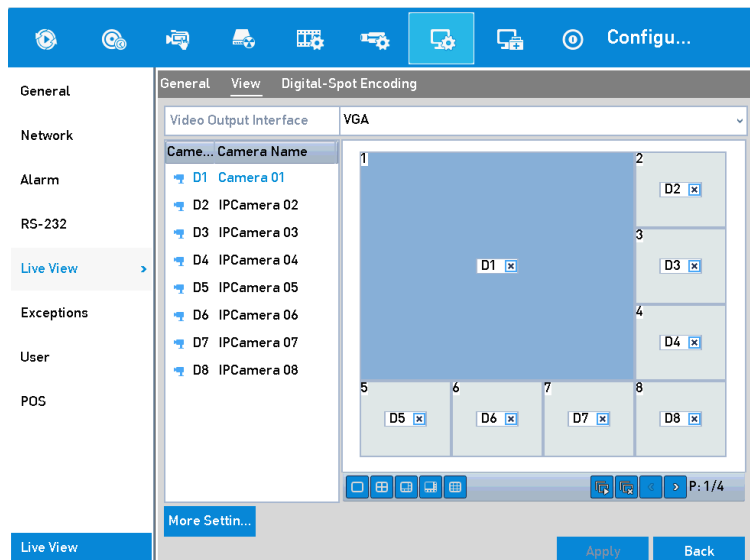 Configu...
General
Network
Alarm
RS-232
Live View
Exceptions
User
POS
Live View
General View Digital-Spot Encoding
Video Output Interface VGA
Came... Camera Name
D1 Camera 01
D2 IPCamera 02
D3 IPCamera 03
D4 IPCamera 04
D5 IPCamera 05
D6 IPCamera 06
D7 IPCamera 07
D8 IPCamera 08
1 2
D2
3
D1 D3
4
D4
5 6 7 8
D5 D6 D7 D8
P: 1/4
More Settin...
Apply Back